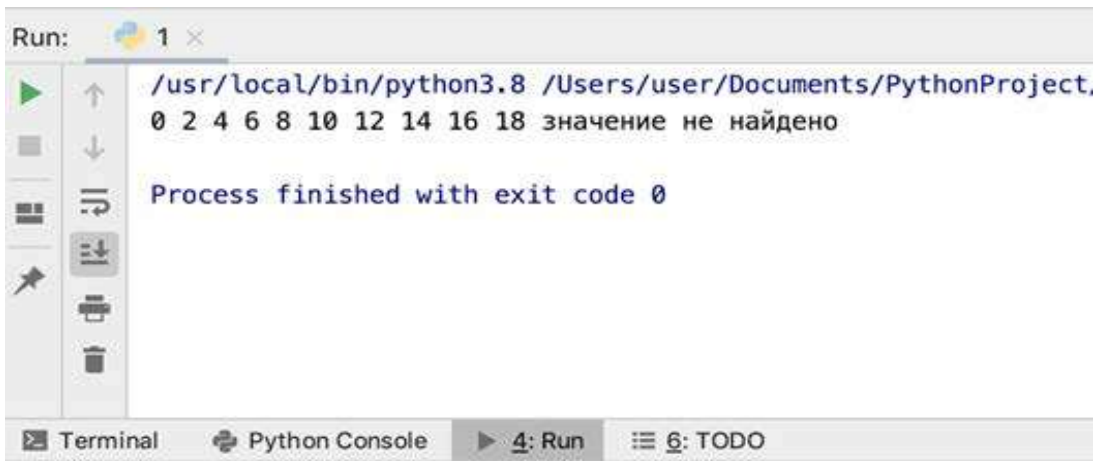 Run: 1
/usr/local/bin/python3.8 /Users/user/Documents/PythonProject/
0 2 4 6 8 10 12 14 16 18 значение не найдено
Process finished with exit code 0
Terminal Python Console 4: Run 6: TODO